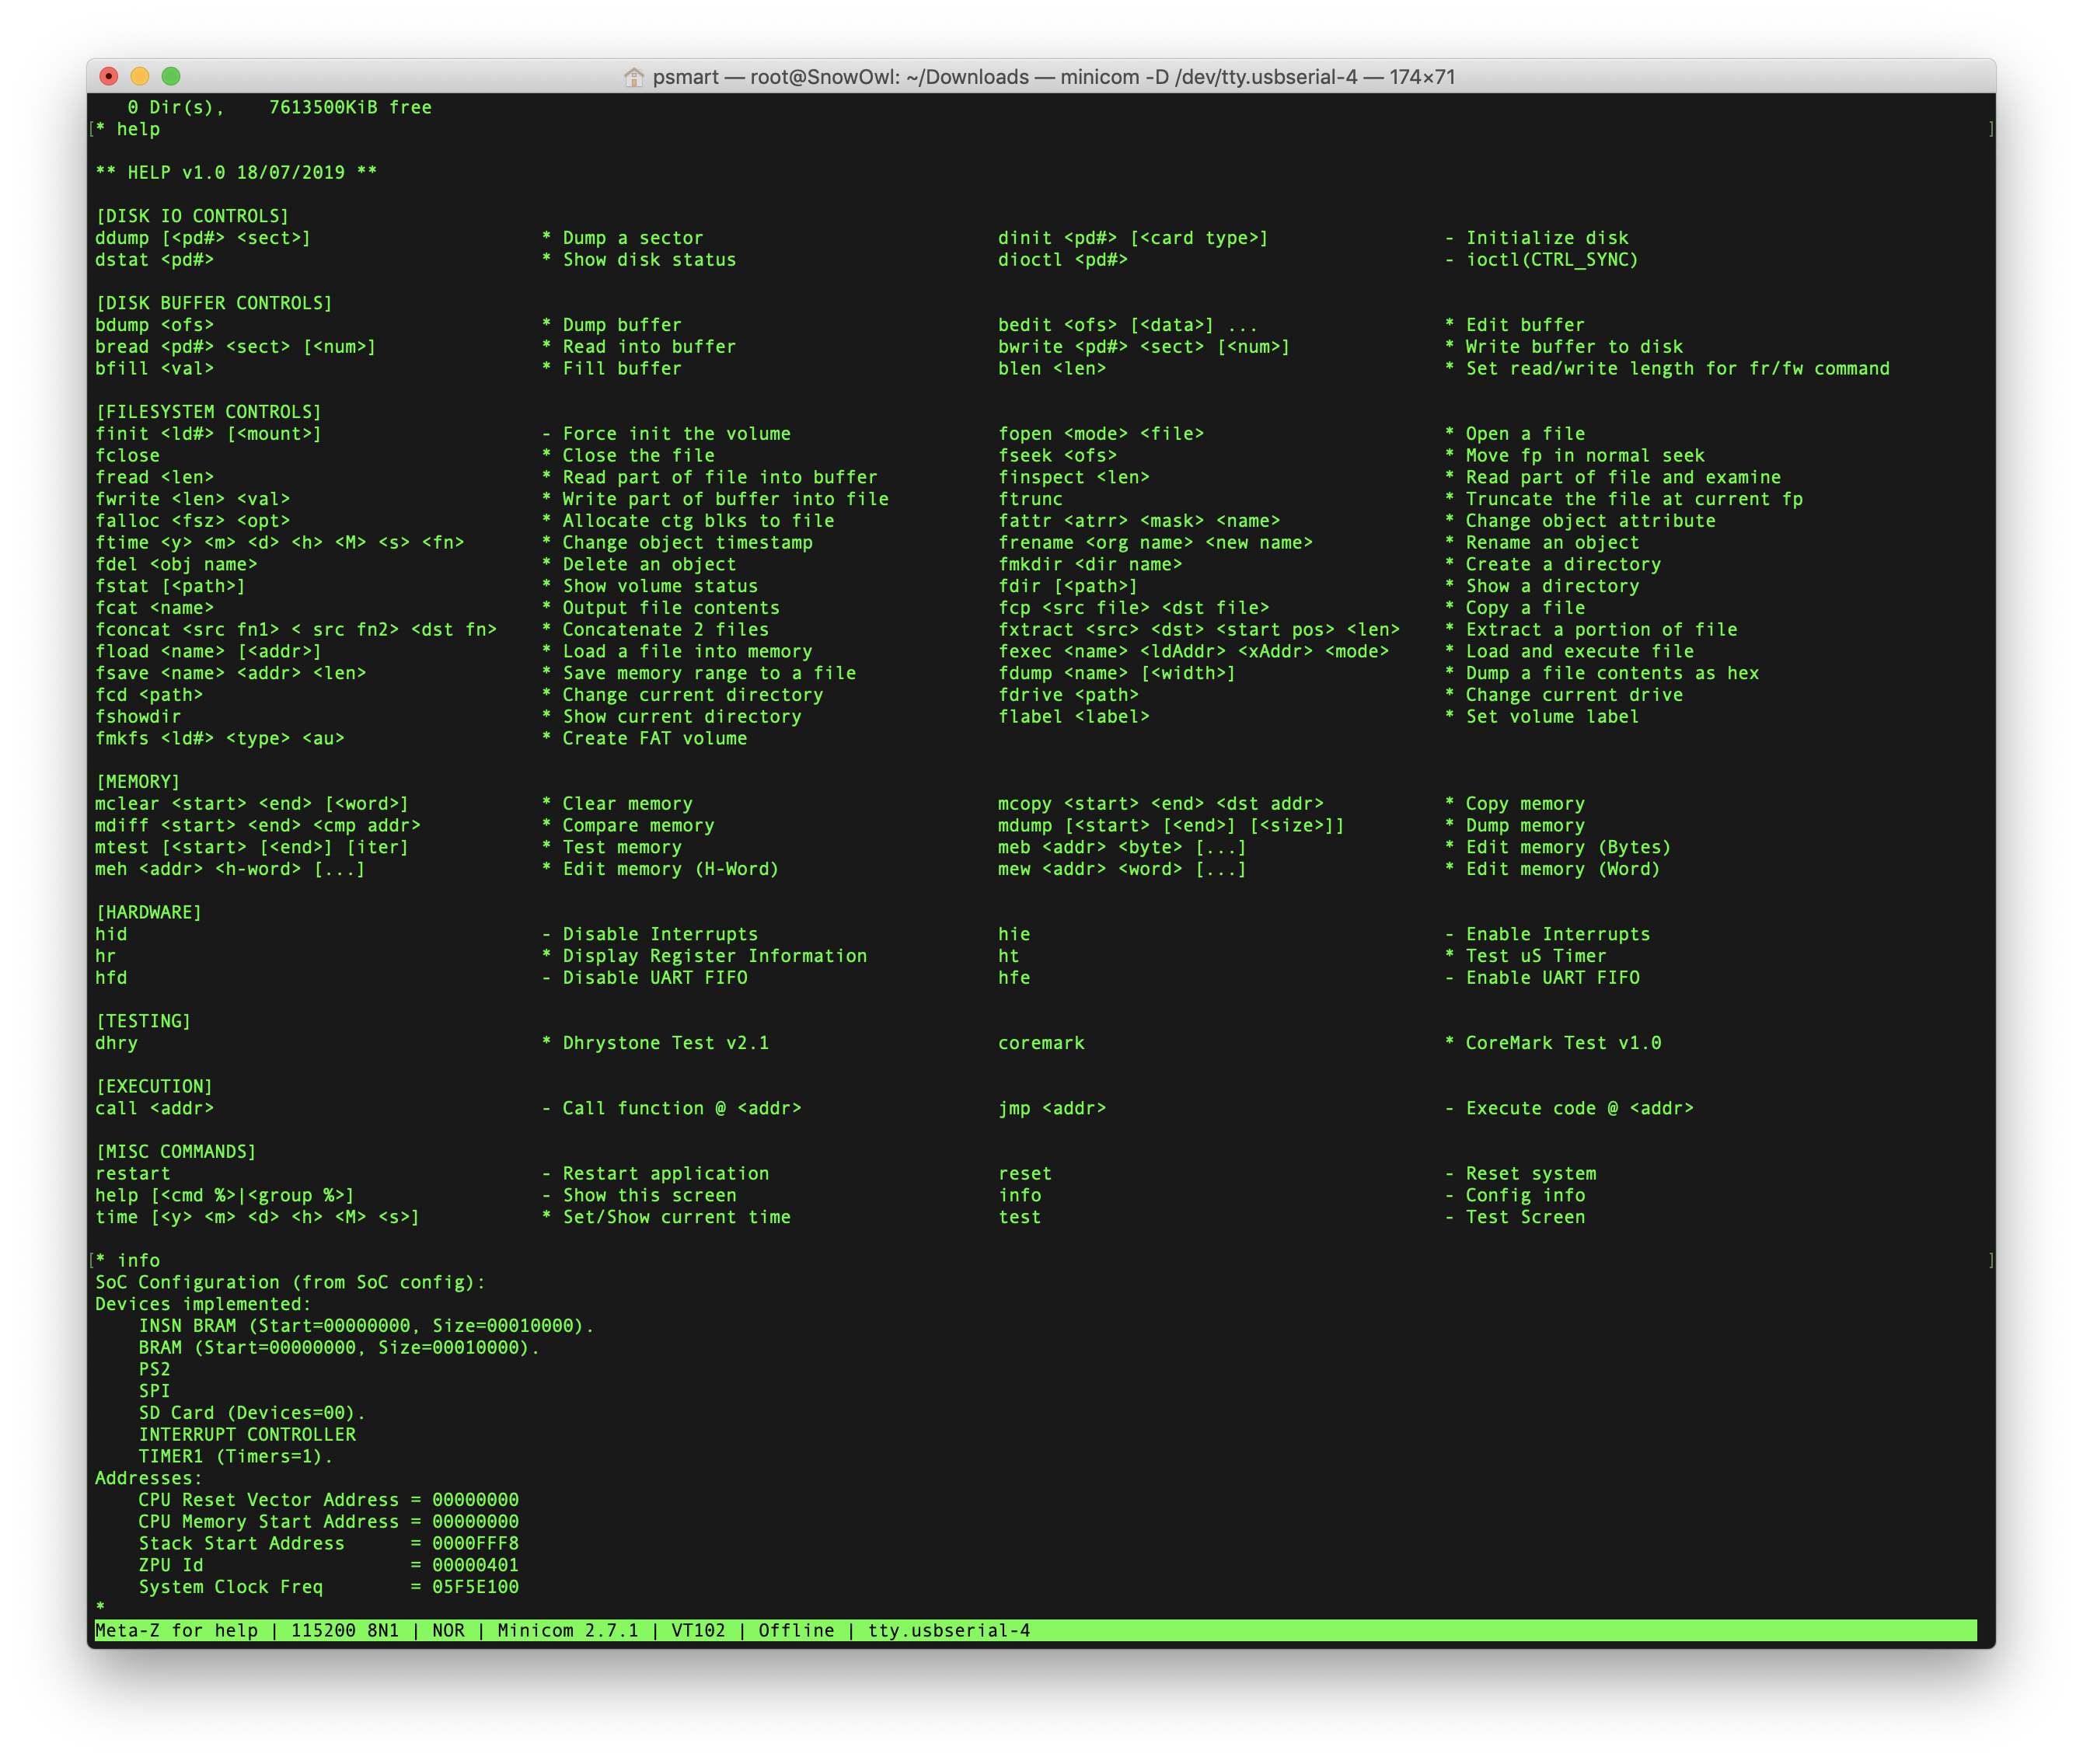 psmart — root@SnowOwl: ~/Downloads — minicom -D /dev/tty.usbserial-4 — 174×71
   0 Dir(s),    7613500KiB free
[* help ]

** HELP v1.0 18/07/2019 **

[DISK IO CONTROLS]
ddump [<pd#> <sect>] * Dump a sector dinit <pd#> [<card type>] - Initialize disk
dstat <pd#> * Show disk status dioctl <pd#> - ioctl(CTRL_SYNC)

[DISK BUFFER CONTROLS]
bdump <ofs> * Dump buffer bedit <ofs> [<data>] ... * Edit buffer
bread <pd#> <sect> [<num>] * Read into buffer bwrite <pd#> <sect> [<num>] * Write buffer to disk
bfill <val> * Fill buffer blen <len> * Set read/write length for fr/fw command

[FILESYSTEM CONTROLS]
finit <ld#> [<mount>] - Force init the volume fopen <mode> <file> * Open a file
fclose * Close the file fseek <ofs> * Move fp in normal seek
fread <len> * Read part of file into buffer finspect <len> * Read part of file and examine
fwrite <len> <val> * Write part of buffer into file ftrunc * Truncate the file at current fp
falloc <fsz> <opt> * Allocate ctg blks to file fattr <atrr> <mask> <name> * Change object attribute
ftime <y> <m> <d> <h> <M> <s> <fn> * Change object timestamp frename <org name> <new name> * Rename an object
fdel <obj name> * Delete an object fmkdir <dir name> * Create a directory
fstat [<path>] * Show volume status fdir [<path>] * Show a directory
fcat <name> * Output file contents fcp <src file> <dst file> * Copy a file
fconcat <src fn1> < src fn2> <dst fn> * Concatenate 2 files fxtract <src> <dst> <start pos> <len> * Extract a portion of file
fload <name> [<addr>] * Load a file into memory fexec <name> <ldAddr> <xAddr> <mode> * Load and execute file
fsave <name> <addr> <len> * Save memory range to a file fdump <name> [<width>] * Dump a file contents as hex
fcd <path> * Change current directory fdrive <path> * Change current drive
fshowdir * Show current directory flabel <label> * Set volume label
fmkfs <ld#> <type> <au> * Create FAT volume

[MEMORY]
mclear <start> <end> [<word>] * Clear memory mcopy <start> <end> <dst addr> * Copy memory
mdiff <start> <end> <cmp addr> * Compare memory mdump [<start> [<end>] [<size>]] * Dump memory
mtest [<start> [<end>] [iter] * Test memory meb <addr> <byte> [...] * Edit memory (Bytes)
meh <addr> <h-word> [...] * Edit memory (H-Word) mew <addr> <word> [...] * Edit memory (Word)

[HARDWARE]
hid - Disable Interrupts hie - Enable Interrupts
hr * Display Register Information ht * Test uS Timer
hfd - Disable UART FIFO hfe - Enable UART FIFO

[TESTING]
dhry * Dhrystone Test v2.1 coremark * CoreMark Test v1.0

[EXECUTION]
call <addr> - Call function @ <addr> jmp <addr> - Execute code @ <addr>

[MISC COMMANDS]
restart - Restart application reset - Reset system
help [<cmd %>|<group %>] - Show this screen info - Config info
time [<y> <m> <d> <h> <M> <s>] * Set/Show current time test - Test Screen

[* info ]
SoC Configuration (from SoC config):
Devices implemented:
    INSN BRAM (Start=00000000, Size=00010000).
    BRAM (Start=00000000, Size=00010000).
    PS2
    SPI
    SD Card (Devices=00).
    INTERRUPT CONTROLLER
    TIMER1 (Timers=1).
Addresses:
    CPU Reset Vector Address = 00000000
    CPU Memory Start Address = 00000000
    Stack Start Address      = 0000FFF8
    ZPU Id                   = 00000401
    System Clock Freq        = 05F5E100
*
Meta-Z for help | 115200 8N1 | NOR | Minicom 2.7.1 | VT102 | Offline | tty.usbserial-4